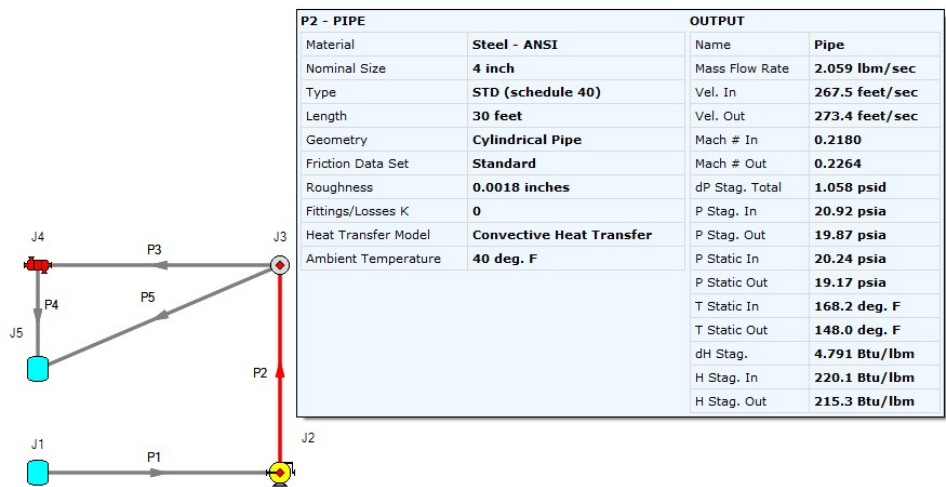 P2 - PIPE OUTPUT
Material Steel - ANSI Name Pipe
Nominal Size 4 inch Mass Flow Rate 2.059 lbm/sec
Type STD (schedule 40) Vel. In 267.5 feet/sec
Length 30 feet Vel. Out 273.4 feet/sec
Geometry Cylindrical Pipe Mach # In 0.2180
Friction Data Set Standard Mach # Out 0.2264
Roughness 0.0018 inches dP Stag. Total 1.058 psid
Fittings/Losses K 0 P Stag. In 20.92 psia
Heat Transfer Model Convective Heat Transfer P Stag. Out 19.87 psia
Ambient Temperature 40 deg. F P Static In 20.24 psia
P Static Out 19.17 psia
T Static In 168.2 deg. F
T Static Out 148.0 deg. F
dH Stag. 4.791 Btu/lbm
H Stag. In 220.1 Btu/lbm
H Stag. Out 215.3 Btu/lbm
J4 P3 J3
P4 P5
J5
P2
J2
J1 P1